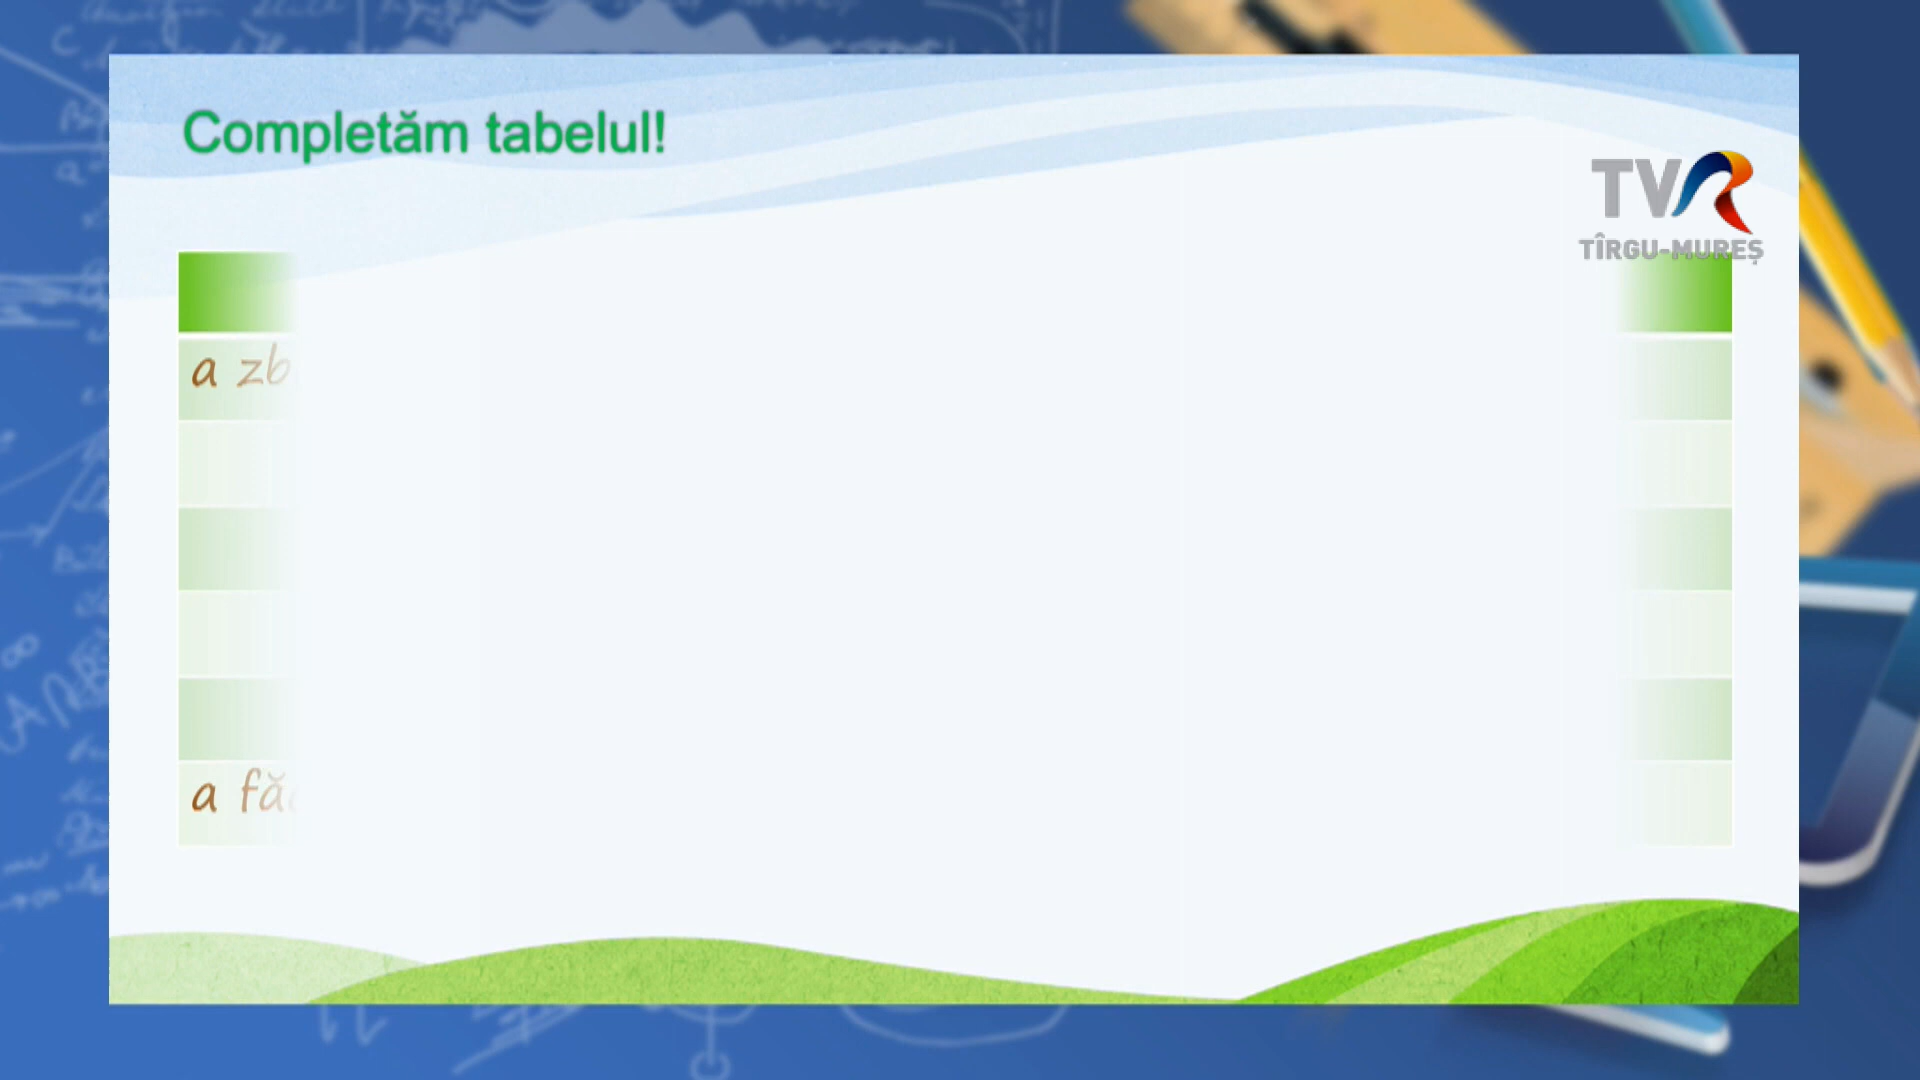 Completăm tabelul!
TVR
TÎRGU-MUREȘ
a zb
a fă